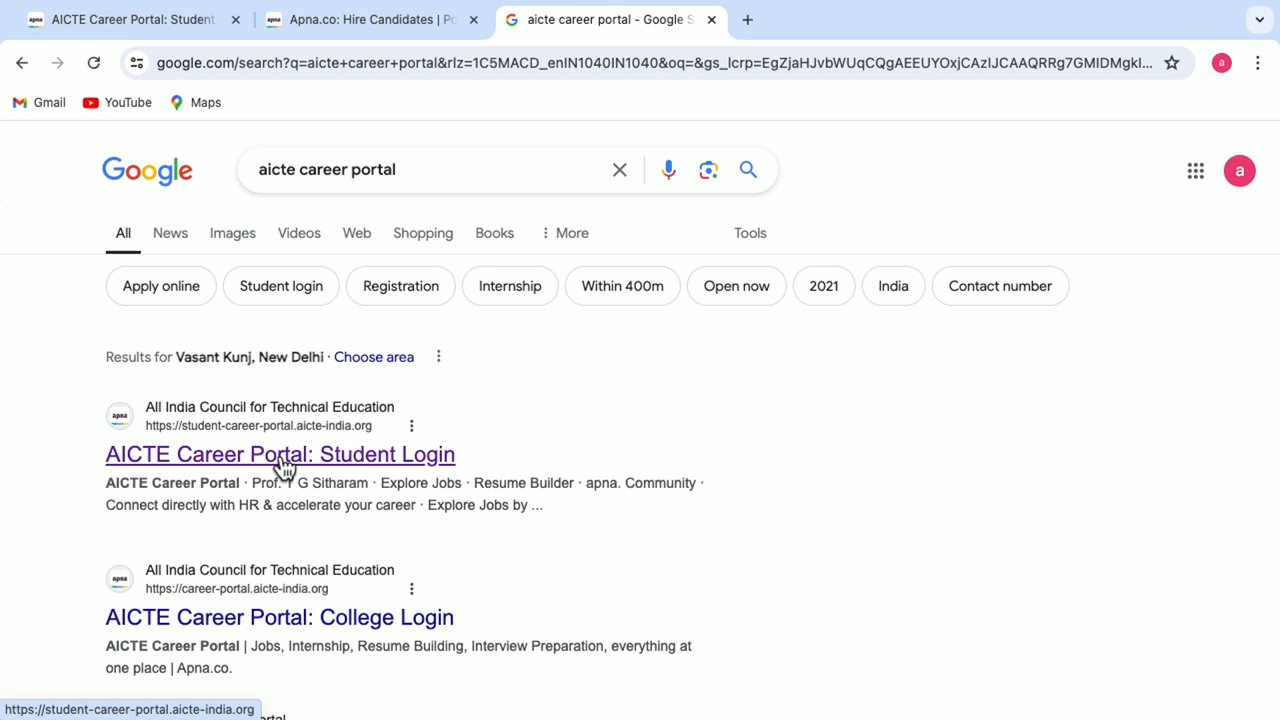 AICTE Career Portal: Student
Apna.co: Hire Candidates | Po
aicte career portal - Google S
google.com/search?q=aicte+career+portal&rlz=1C5MACD_enIN1040IN1040&oq=&gs_lcrp=EgZjaHJvbWUqCQgAEEUYOxjCAzIJCAAQRRg7GMIDMgkI...
a
Gmail
YouTube
Maps
Google
aicte career portal
a
All
News
Images
Videos
Web
Shopping
Books
More
Tools
Apply online
Student login
Registration
Internship
Within 400m
Open now
2021
India
Contact number
Results for Vasant Kunj, New Delhi · Choose area
apna
All India Council for Technical Education
https://student-career-portal.aicte-india.org
AICTE Career Portal: Student Login
AICTE Career Portal · Prof. T G Sitharam · Explore Jobs · Resume Builder · apna. Community ·
Connect directly with HR & accelerate your career · Explore Jobs by ...
apna
All India Council for Technical Education
https://career-portal.aicte-india.org
AICTE Career Portal: College Login
AICTE Career Portal | Jobs, Internship, Resume Building, Interview Preparation, everything at
one place | Apna.co.
https://student-career-portal.aicte-india.org